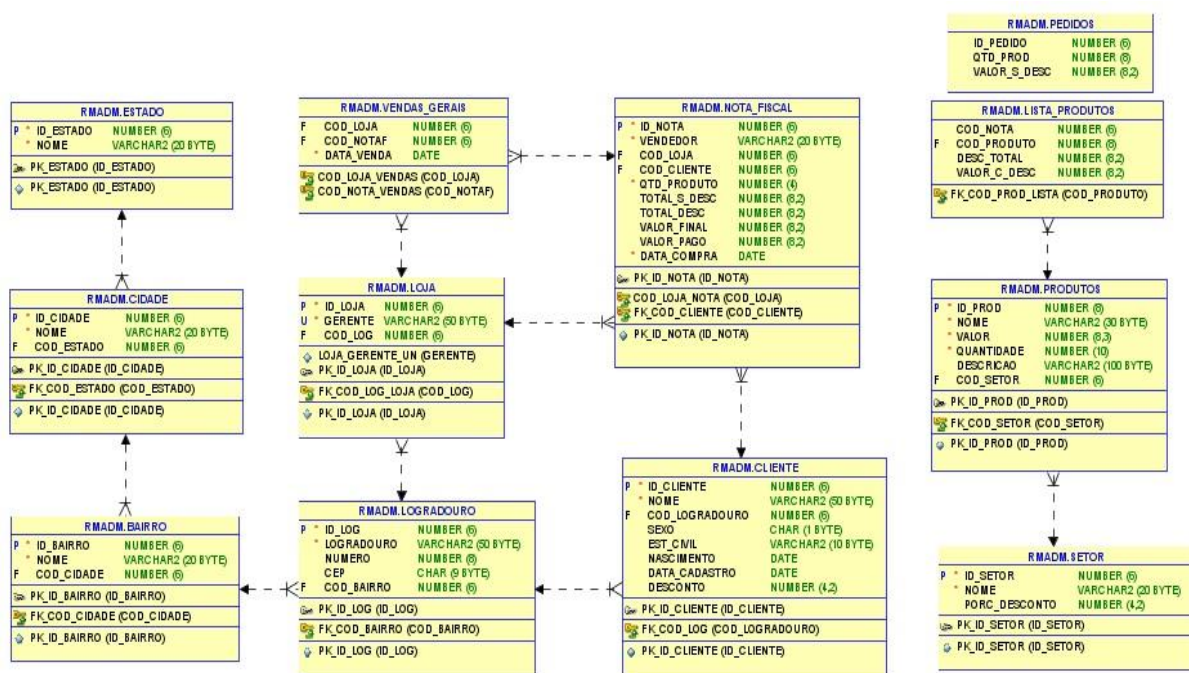 RMADM.PEDIDOS
ID_PEDIDO NUMBER (6)
QTD_PROD NUMBER (8)
VALOR_S_DESC NUMBER (8,2)
RMADM.ESTADO
P * ID_ESTADO NUMBER (6)
* NOME VARCHAR2 (20 BYTE)
PK_ESTADO (ID_ESTADO)
PK_ESTADO (ID_ESTADO)
RMADM.VENDAS_GERAIS
F COD_LOJA NUMBER (6)
F COD_NOTAF NUMBER (6)
* DATA_VENDA DATE
COD_LOJA_VENDAS (COD_LOJA)
COD_NOTA_VENDAS (COD_NOTAF)
RMADM.NOTA_FISCAL
P * ID_NOTA NUMBER (6)
* VENDEDOR VARCHAR2 (20 BYTE)
F COD_LOJA NUMBER (6)
F COD_CLIENTE NUMBER (6)
* QTD_PRODUTO NUMBER (4)
TOTAL_S_DESC NUMBER (8,2)
TOTAL_DESC NUMBER (8,2)
VALOR_FINAL NUMBER (8,2)
VALOR_PAGO NUMBER (8,2)
* DATA_COMPRA DATE
PK_ID_NOTA (ID_NOTA)
COD_LOJA_NOTA (COD_LOJA)
FK_COD_CLIENTE (COD_CLIENTE)
PK_ID_NOTA (ID_NOTA)
RMADM.LISTA_PRODUTOS
COD_NOTA NUMBER (6)
F COD_PRODUTO NUMBER (8)
DESC_TOTAL NUMBER (8,2)
VALOR_C_DESC NUMBER (8,2)
FK_COD_PROD_LISTA (COD_PRODUTO)
RMADM.CIDADE
P * ID_CIDADE NUMBER (6)
* NOME VARCHAR2 (20 BYTE)
F COD_ESTADO NUMBER (6)
PK_ID_CIDADE (ID_CIDADE)
FK_COD_ESTADO (COD_ESTADO)
PK_ID_CIDADE (ID_CIDADE)
RMADM.LOJA
P * ID_LOJA NUMBER (6)
U * GERENTE VARCHAR2 (50 BYTE)
F COD_LOG NUMBER (6)
LOJA_GERENTE_UN (GERENTE)
PK_ID_LOJA (ID_LOJA)
FK_COD_LOG_LOJA (COD_LOG)
PK_ID_LOJA (ID_LOJA)
RMADM.PRODUTOS
P * ID_PROD NUMBER (8)
* NOME VARCHAR2 (30 BYTE)
* VALOR NUMBER (8,3)
* QUANTIDADE NUMBER (10)
DESCRICAO VARCHAR2 (100 BYTE)
F COD_SETOR NUMBER (6)
PK_ID_PROD (ID_PROD)
FK_COD_SETOR (COD_SETOR)
PK_ID_PROD (ID_PROD)
RMADM.BAIRRO
P * ID_BAIRRO NUMBER (6)
* NOME VARCHAR2 (20 BYTE)
F COD_CIDADE NUMBER (6)
PK_ID_BAIRRO (ID_BAIRRO)
FK_COD_CIDADE (COD_CIDADE)
PK_ID_BAIRRO (ID_BAIRRO)
RMADM.LOGRADOURO
P * ID_LOG NUMBER (6)
* LOGRADOURO VARCHAR2 (50 BYTE)
NUMERO NUMBER (8)
CEP CHAR (9 BYTE)
F COD_BAIRRO NUMBER (6)
PK_ID_LOG (ID_LOG)
FK_COD_BAIRRO (COD_BAIRRO)
PK_ID_LOG (ID_LOG)
RMADM.CLIENTE
P * ID_CLIENTE NUMBER (6)
* NOME VARCHAR2 (50 BYTE)
F COD_LOGRADOURO NUMBER (6)
SEXO CHAR (1 BYTE)
EST_CIVIL VARCHAR2 (10 BYTE)
NASCIMENTO DATE
DATA_CADASTRO DATE
DESCONTO NUMBER (4,2)
PK_ID_CLIENTE (ID_CLIENTE)
FK_COD_LOG (COD_LOGRADOURO)
PK_ID_CLIENTE (ID_CLIENTE)
RMADM.SETOR
P * ID_SETOR NUMBER (6)
* NOME VARCHAR2 (20 BYTE)
PORC_DESCONTO NUMBER (4,2)
PK_ID_SETOR (ID_SETOR)
PK_ID_SETOR (ID_SETOR)